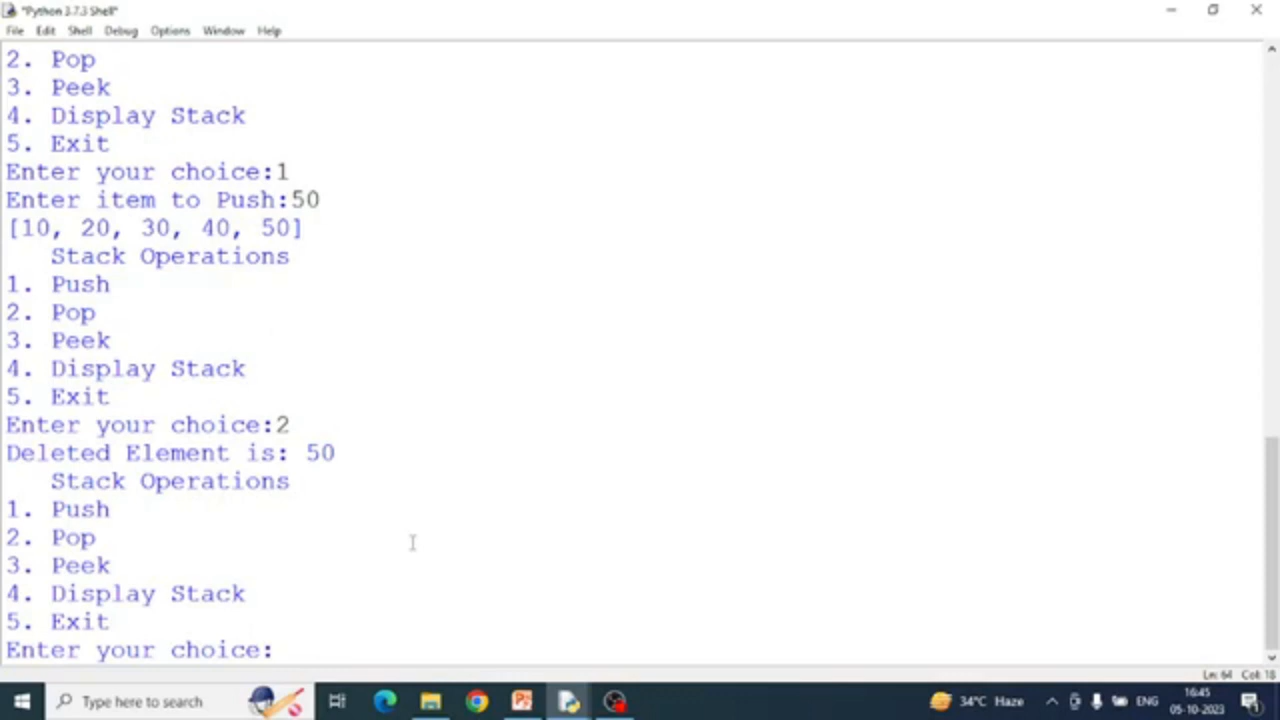 *Python 3.7.3 Shell*
File Edit Shell Debug Options Window Help
2. Pop
3. Peek
4. Display Stack
5. Exit
Enter your choice:1
Enter item to Push:50
[10, 20, 30, 40, 50]
Stack Operations
1. Push
2. Pop
3. Peek
4. Display Stack
5. Exit
Enter your choice:2
Deleted Element is: 50
Stack Operations
1. Push
2. Pop
3. Peek
4. Display Stack
5. Exit
Enter your choice:
Ln: 64 Col: 18
Type here to search
34°C Haze
ENG
16:45
05-10-2023